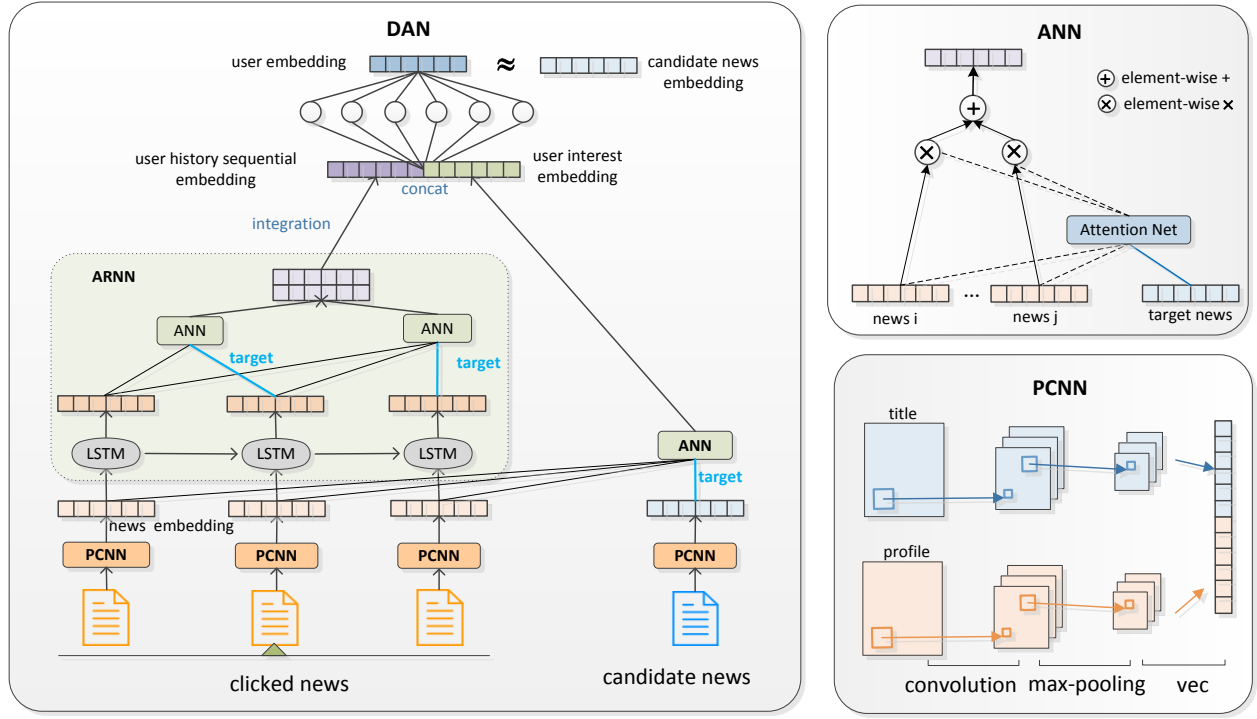 DAN
user embedding
≈
candidate news
embedding
user history sequential
embedding
user interest
embedding
concat
integration
ARNN
ANN
ANN
target
target
LSTM
LSTM
LSTM
ANN
target
news embedding
PCNN
PCNN
PCNN
PCNN
clicked news
candidate news
ANN
+ element-wise +
× element-wise ×
+
×
×
Attention Net
...
news i
news j
target news
PCNN
title
profile
convolution
max-pooling
vec